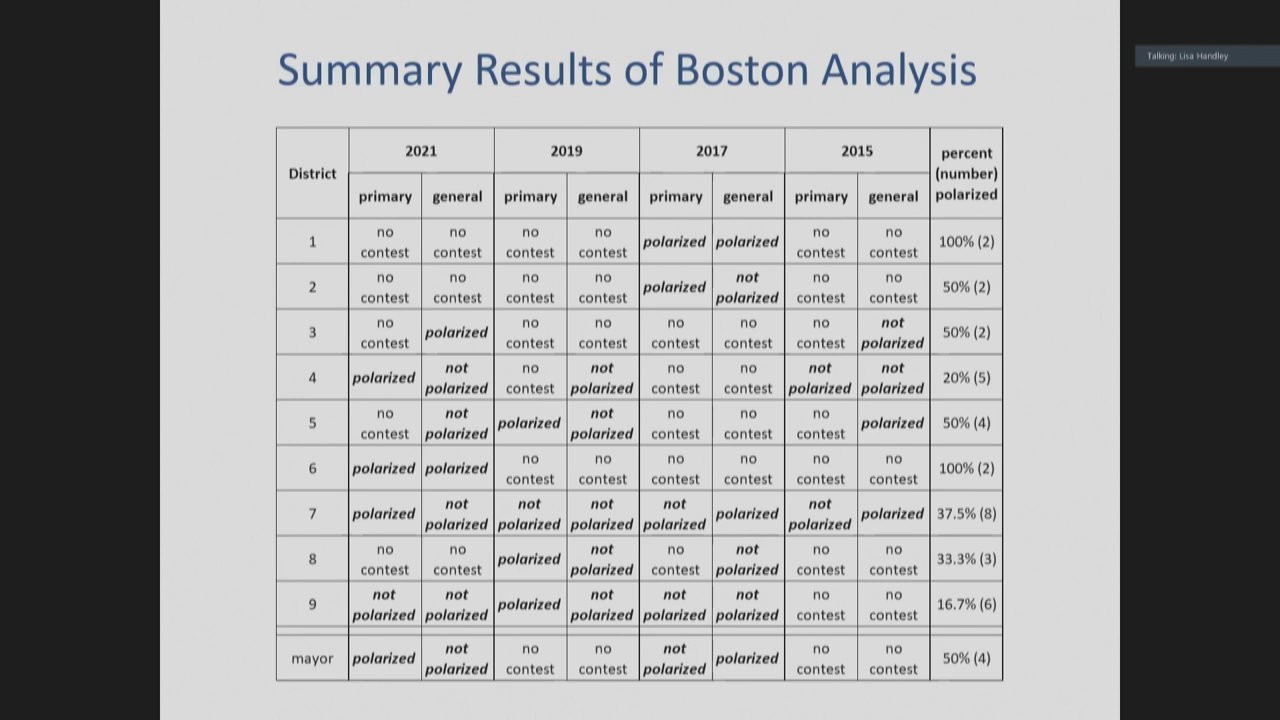 Summary Results of Boston Analysis
Talking: Lisa Handley
District 2021 2019 2017 2015 percent (number) polarized
primary general primary general primary general primary general
1 no contest no contest no contest no contest polarized polarized no contest no contest 100% (2)
2 no contest no contest no contest no contest polarized not polarized no contest no contest 50% (2)
3 no contest polarized no contest no contest no contest no contest no contest not polarized 50% (2)
4 polarized not polarized no contest not polarized no contest no contest not polarized not polarized 20% (5)
5 no contest not polarized polarized not polarized no contest no contest no contest polarized 50% (4)
6 polarized polarized no contest no contest no contest no contest no contest no contest 100% (2)
7 polarized not polarized not polarized not polarized not polarized polarized not polarized polarized 37.5% (8)
8 no contest no contest polarized not polarized no contest not polarized no contest no contest 33.3% (3)
9 not polarized not polarized polarized not polarized not polarized not polarized no contest no contest 16.7% (6)
mayor polarized not polarized no contest no contest not polarized polarized no contest no contest 50% (4)